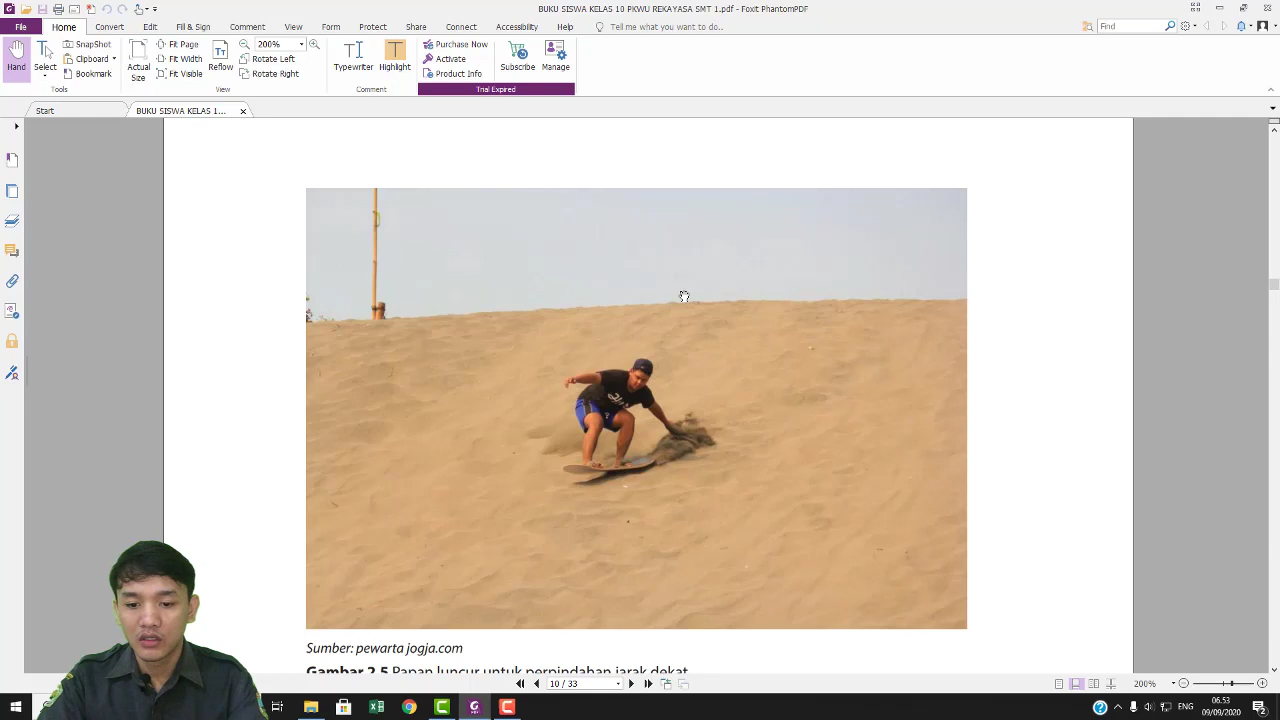 BUKU SISWA KELAS 10 PKWU REKAYASA SMT 1.pdf - Foxit PhantomPDF
File Home Convert Edit Organize Fill & Sign Comment View Form Protect Share Connect Accessibility Help Tell me what you want to do.. Find
Hand
Select
SnapShot
Clipboard
Bookmark
Tools
Actual Size
Fit Page
Fit Width
Fit Visible
Reflow
200%
Rotate Left
Rotate Right
View
Typewriter
Highlight
Comment
Purchase Now
Activate
Product Info
Subscribe
Manage
Trial Expired
Start
BUKU SISWA KELAS 1...
Sumber: pewarta jogja.com
Gambar 2.5 Papan luncur untuk perpindahan jarak dekat
10 / 33
200%
ENG
06.53
09/09/2020